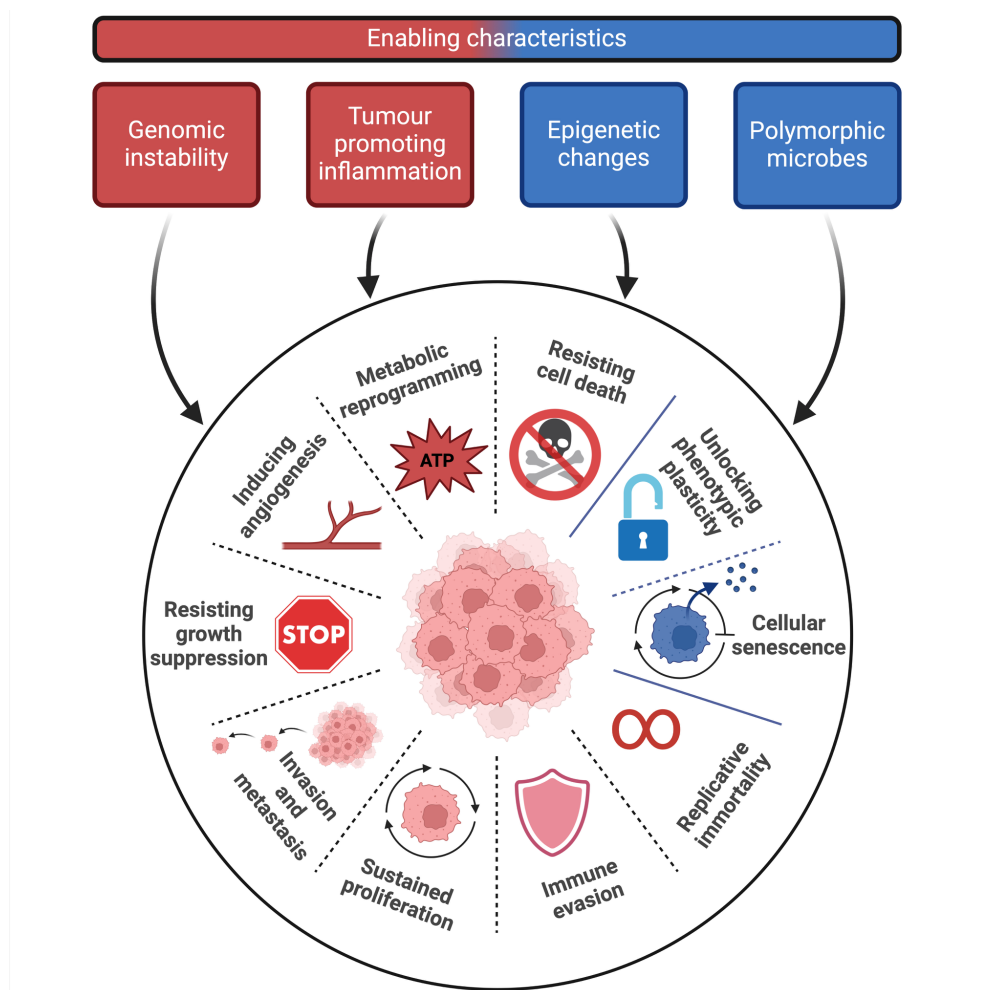 Enabling characteristics
Genomic
instability
Tumour
promoting
inflammation
Epigenetic
changes
Polymorphic
microbes
Metabolic
reprogramming
ATP
Resisting
cell death
Unlocking
phenotypic
plasticity
Cellular
senescence
Replicative
immortality
Immune
evasion
Sustained
proliferation
Invasion
and
metastasis
Resisting
growth
suppression
STOP
Inducing
angiogenesis